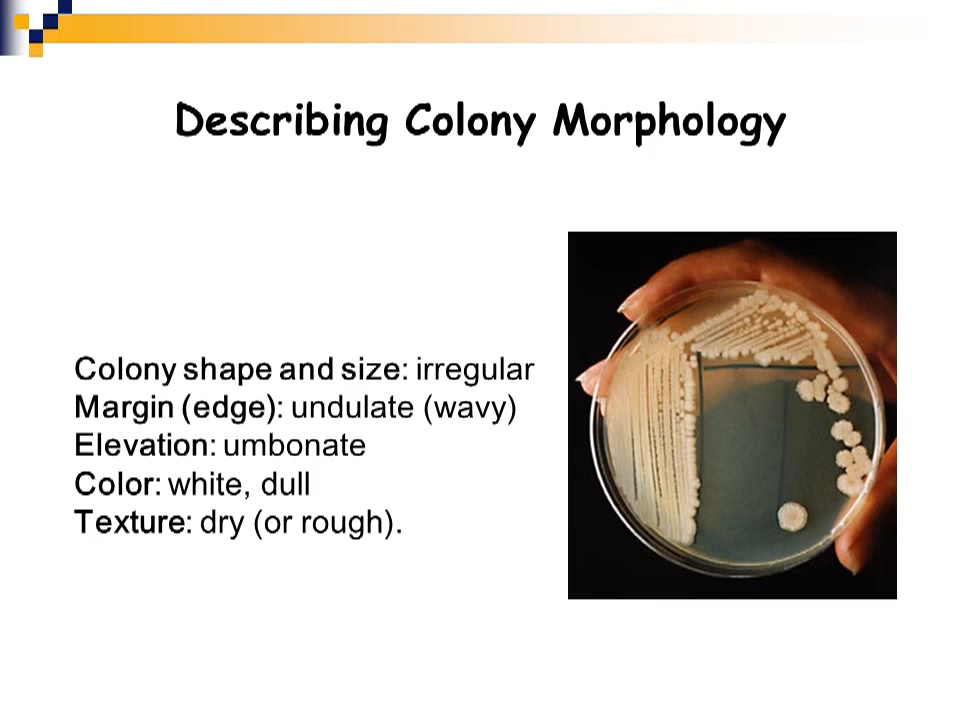 Describing Colony Morphology
Colony shape and size: irregular
Margin (edge): undulate (wavy)
Elevation: umbonate
Color: white, dull
Texture: dry (or rough).